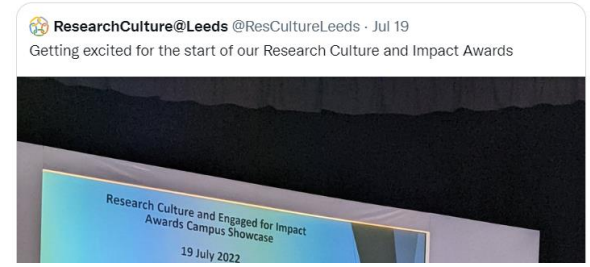 ResearchCulture@Leeds @ResCultureLeeds · Jul 19
Getting excited for the start of our Research Culture and Impact Awards
Research Culture and Engaged for Impact
Awards Campus Showcase
19 July 2022